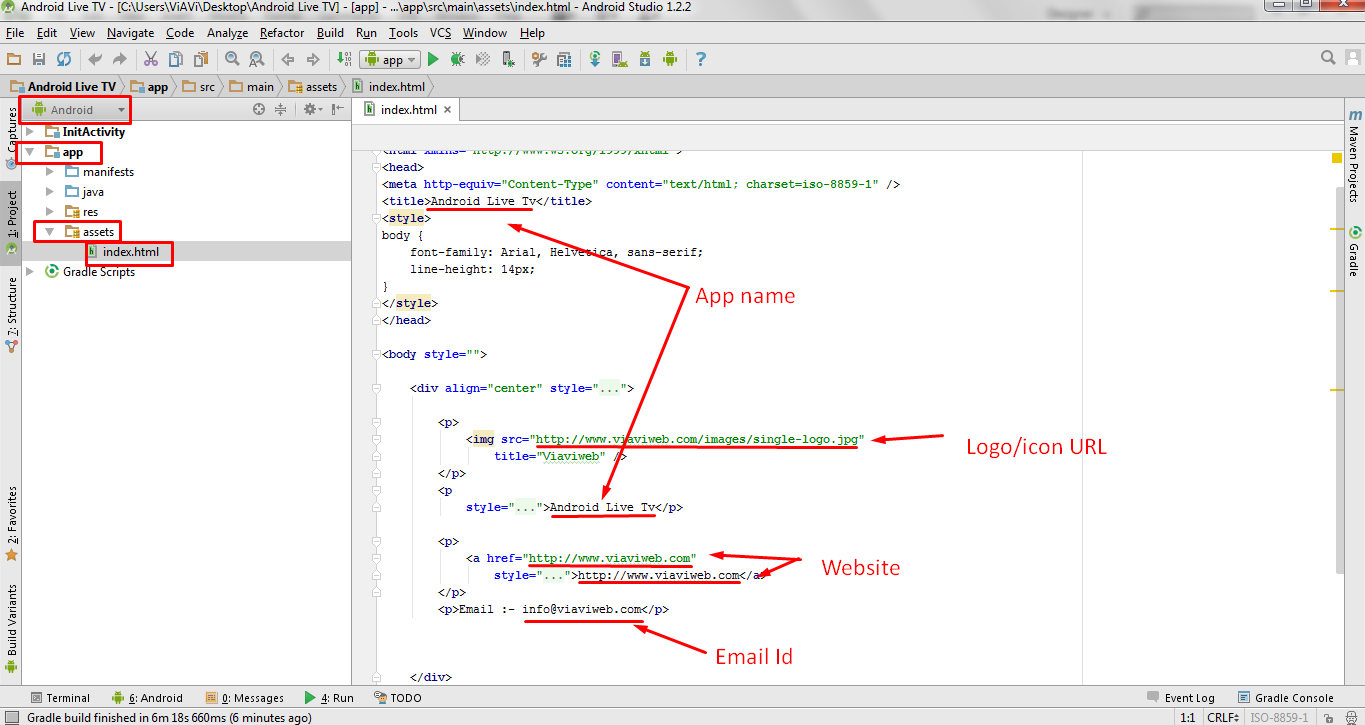 Android Live TV - [C:\Users\ViAVi\Desktop\Android Live TV] - [app] - ...\app\src\main\assets\index.html - Android Studio 1.2.2
File Edit View Navigate Code Analyze Refactor Build Run Tools VCS Window Help
app
Android Live TV app src main assets index.html
Android
index.html
Captures
1: Project
7: Structure
2: Favorites
Build Variants
InitActivity
app
manifests
java
res
assets
index.html
Gradle Scripts
<head>
<meta http-equiv="Content-Type" content="text/html; charset=iso-8859-1" />
<title>Android Live Tv</title>
<style>
body {
font-family: Arial, Helvetica, sans-serif;
line-height: 14px;
}
</style>
</head>
<body style="">
<div align="center" style="...">
<p>
<img src="http://www.viaviweb.com/images/single-logo.jpg"
title="Viaviweb" />
</p>
<p
style="...">Android Live Tv</p>
<p>
<a href="http://www.viaviweb.com"
style="...">http://www.viaviweb.com</a>
</p>
<p>Email :- info@viaviweb.com</p>
</div>
App name
Logo/icon URL
Website
Email Id
m
Maven Projects
Gradle
Terminal 6: Android 0: Messages 4: Run TODO Event Log Gradle Console
Gradle build finished in 6m 18s 660ms (6 minutes ago) 1:1 CRLF ISO-8859-1